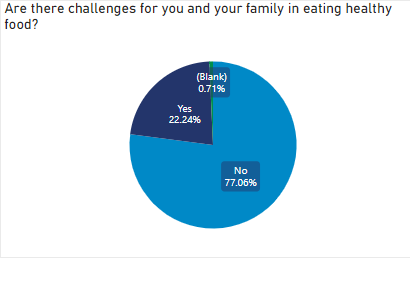 Are there challenges for you and your family in eating healthy
food?
(Blank)
0.71%
Yes
22.24%
No
77.06%